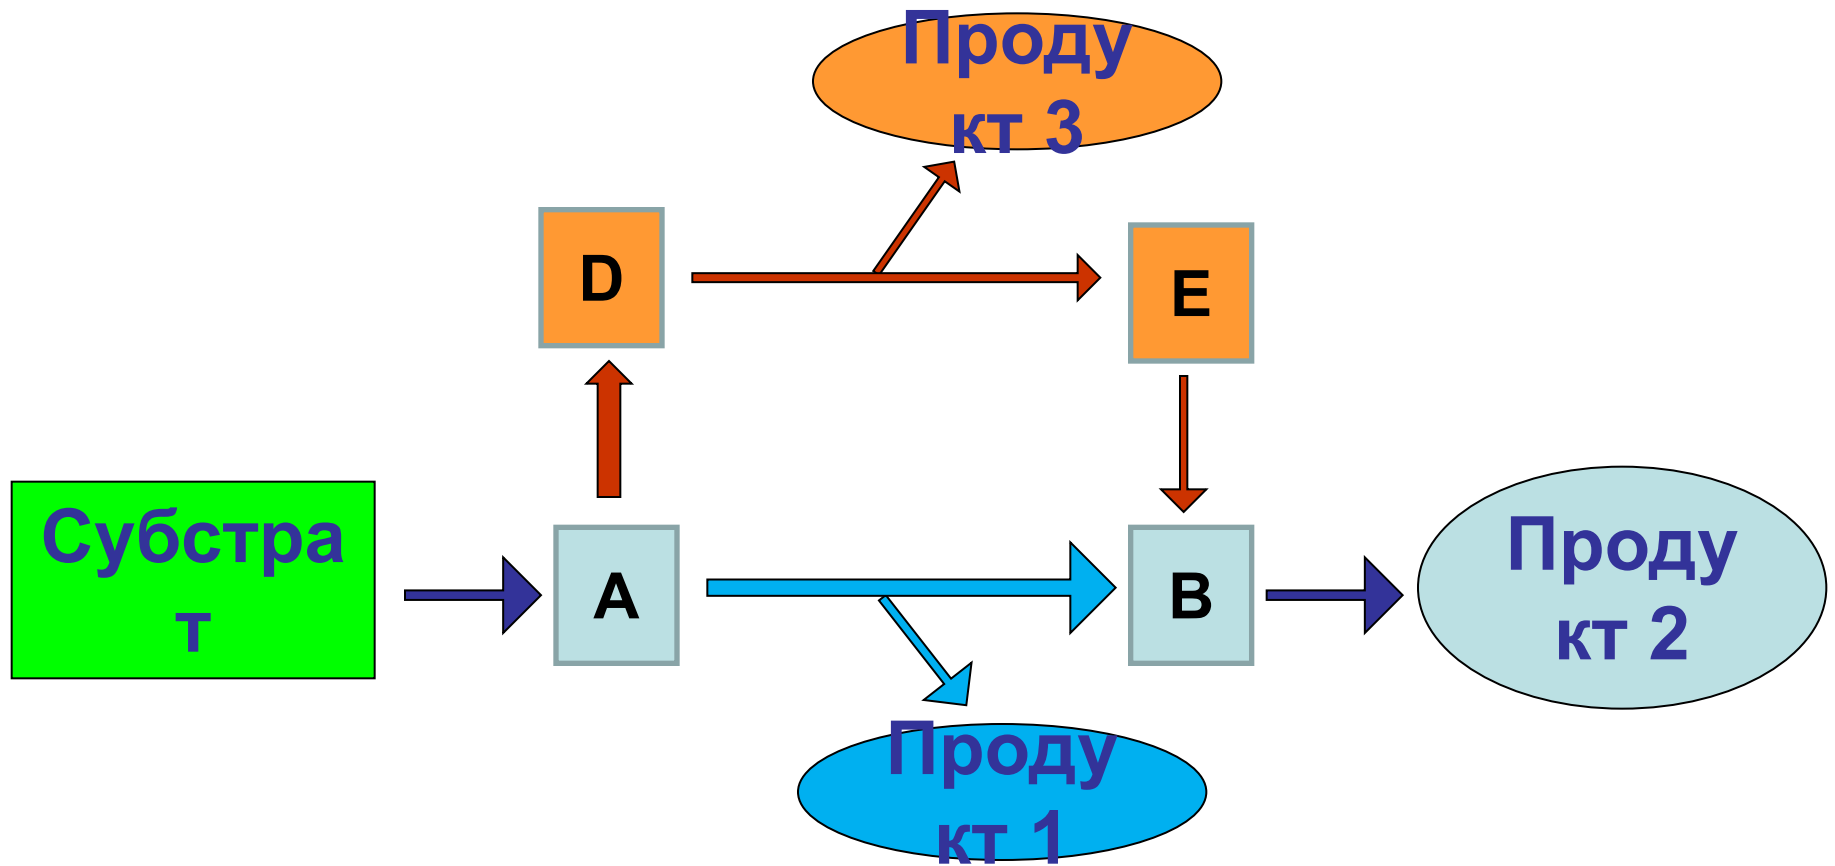 Проду
кт 3
D
E
Субстра
т
A
B
Проду
кт 2
Проду
кт 1